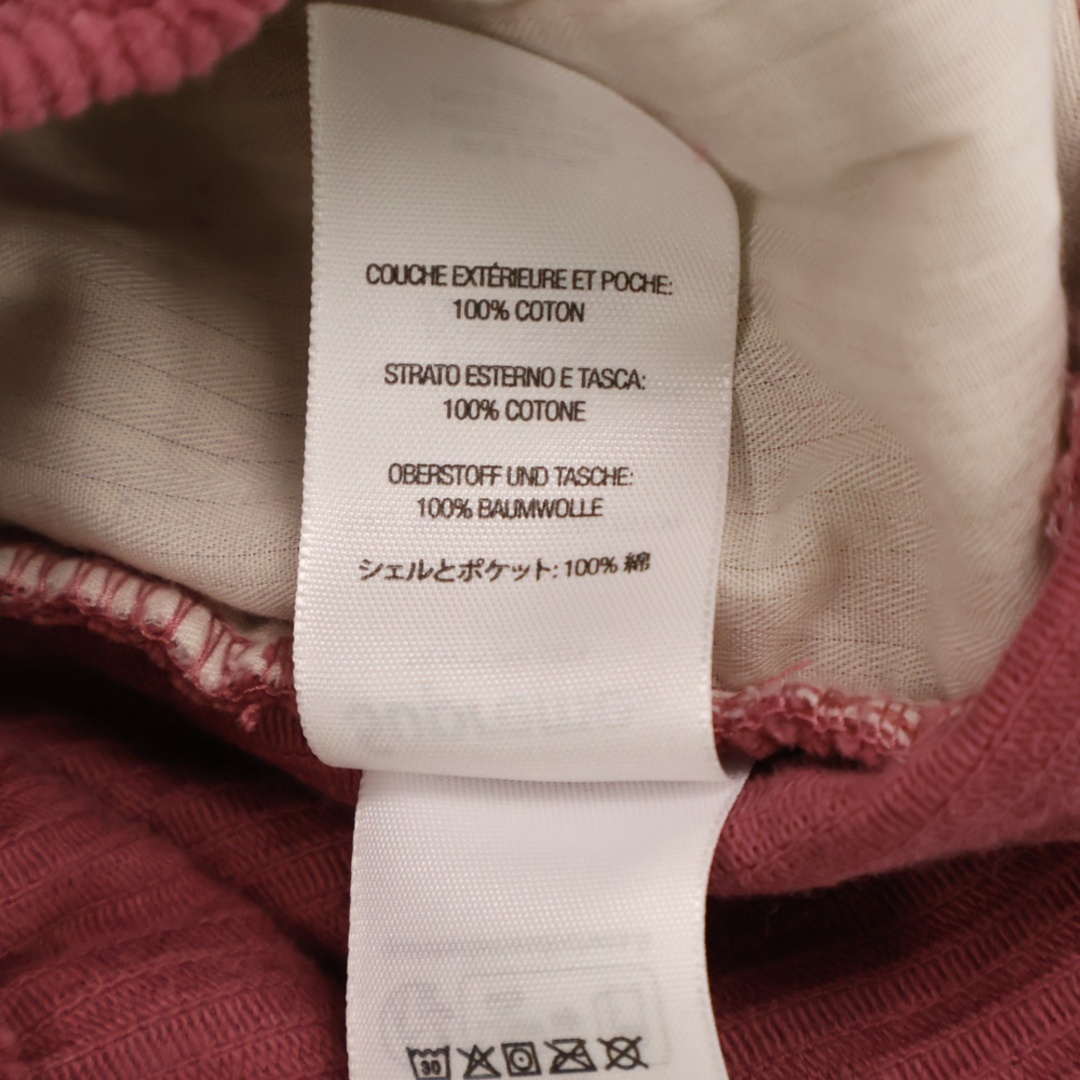 COUCHE EXTÉRIEURE ET POCHE:
100% COTON
STRATO ESTERNO E TASCA:
100% COTONE
OBERSTOFF UND TASCHE:
100% BAUMWOLLE
シェルとポケット: 100% 綿
30